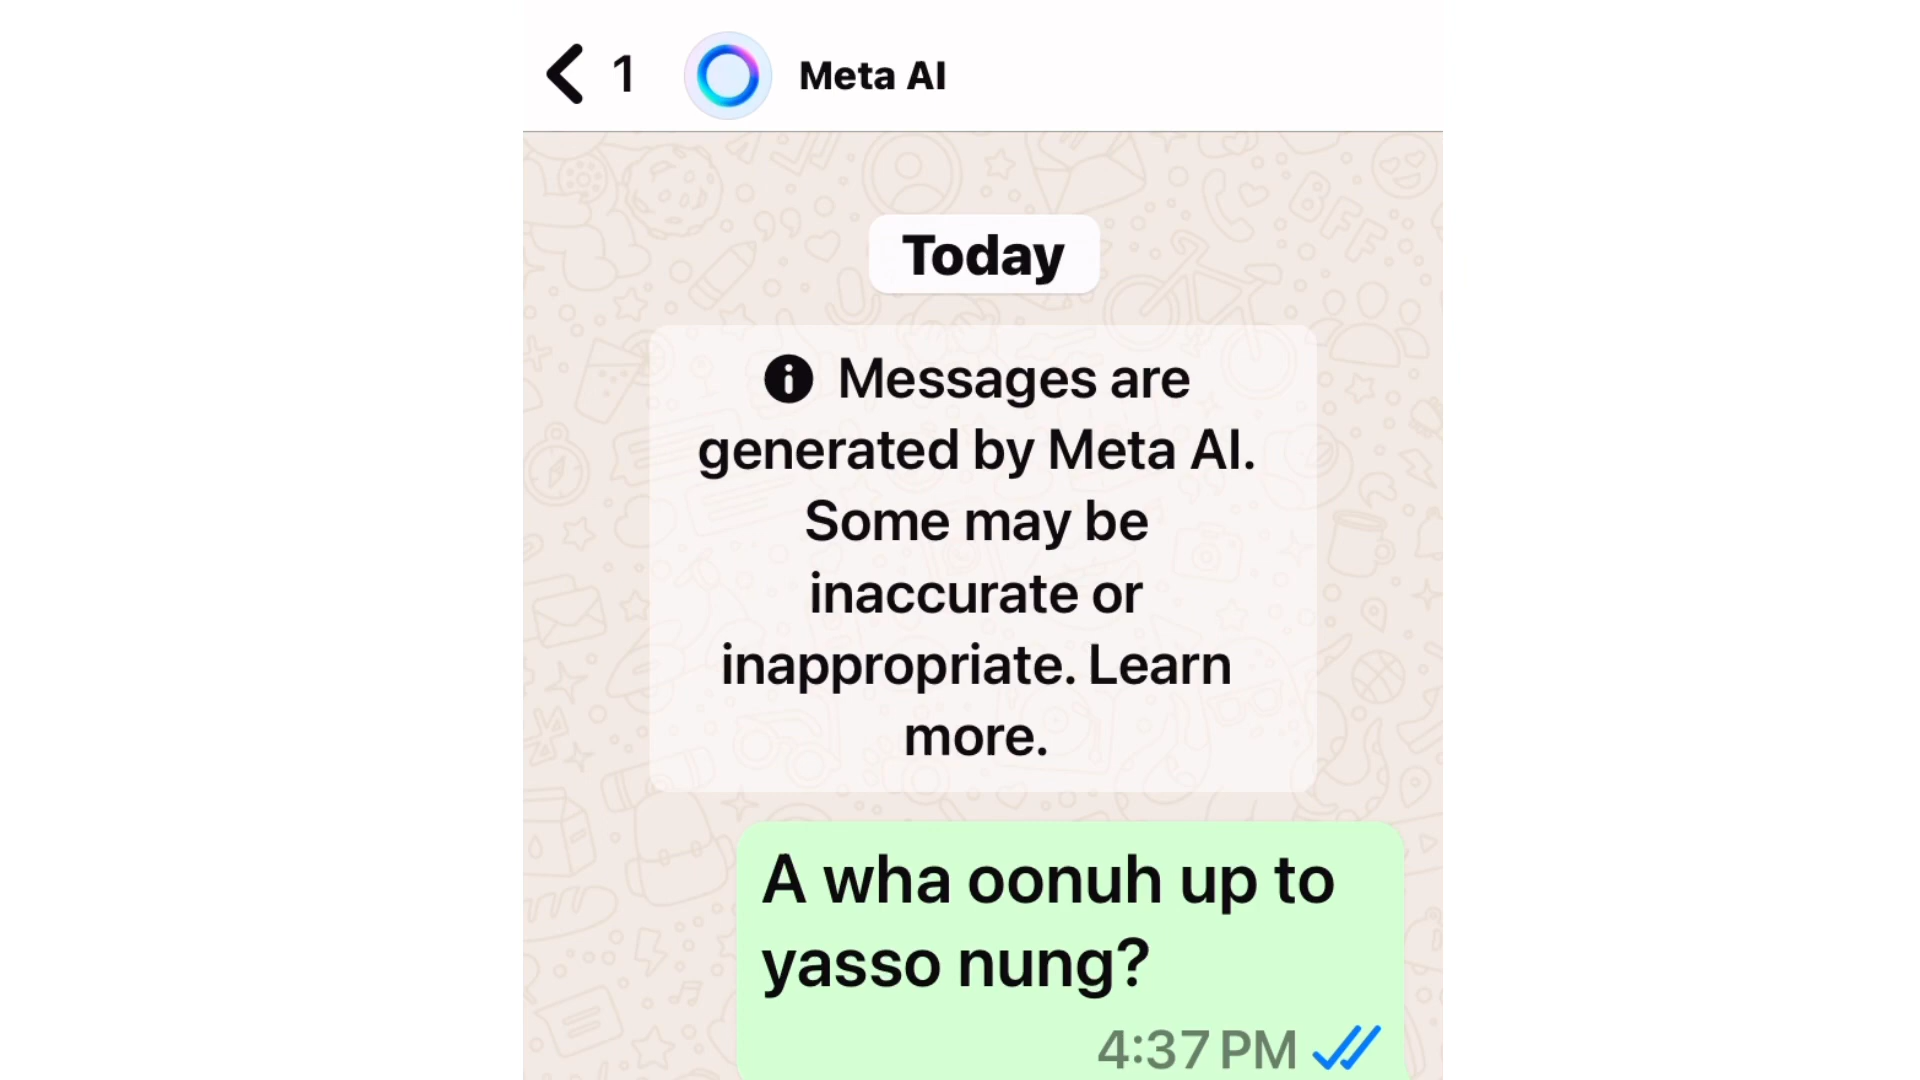 1 Meta AI
Today
Messages are
generated by Meta AI.
Some may be
inaccurate or
inappropriate. Learn
more.
A wha oonuh up to
yasso nung?
4:37 PM